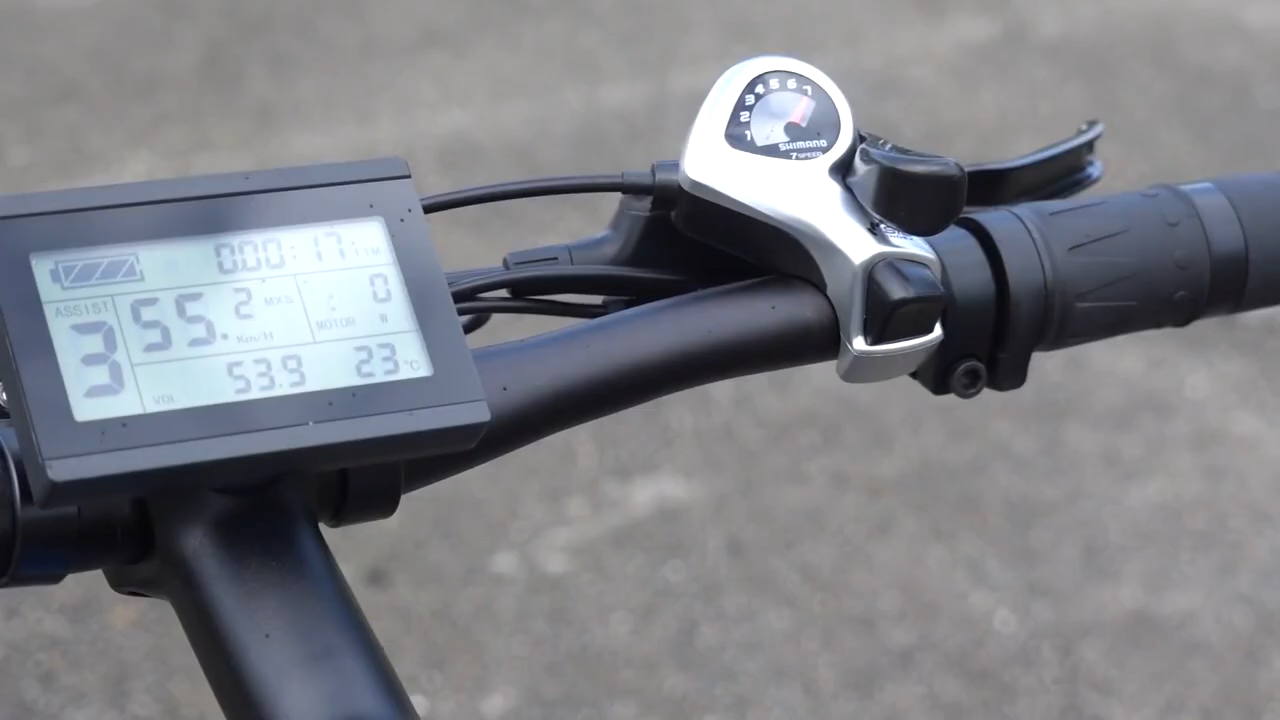 000:17: TTM
ASSIST
3
55.2 MXS
Km/H
0
MOTOR W
VOL 53.9
23°C
1 2 3 4 5 6 7
SHIMANO
7 SPEED